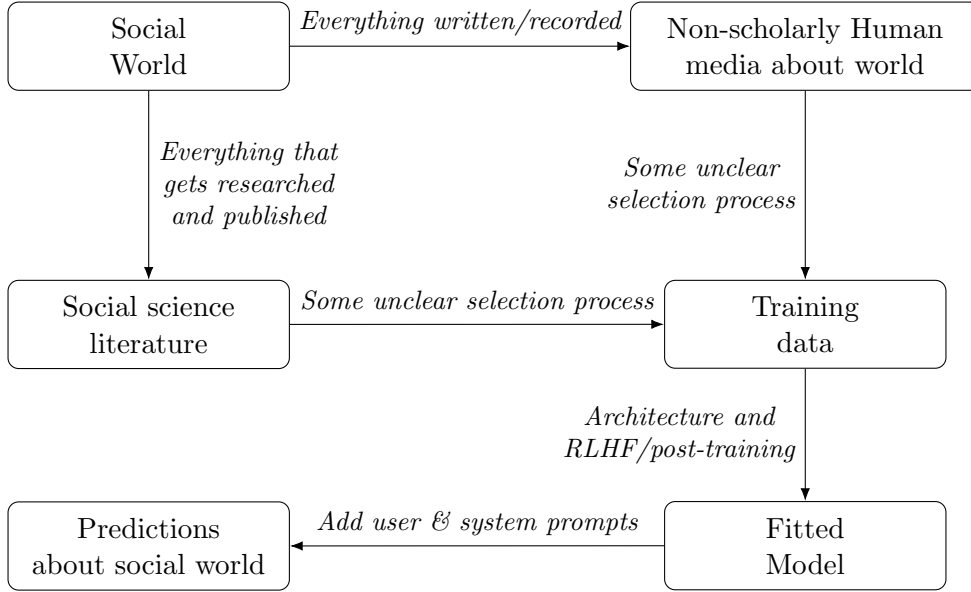 Social
World
Everything written/recorded
Non-scholarly Human
media about world
Everything that
gets researched
and published
Some unclear
selection process
Social science
literature
Some unclear selection process
Training
data
Architecture and
RLHF/post-training
Predictions
about social world
Add user & system prompts
Fitted
Model